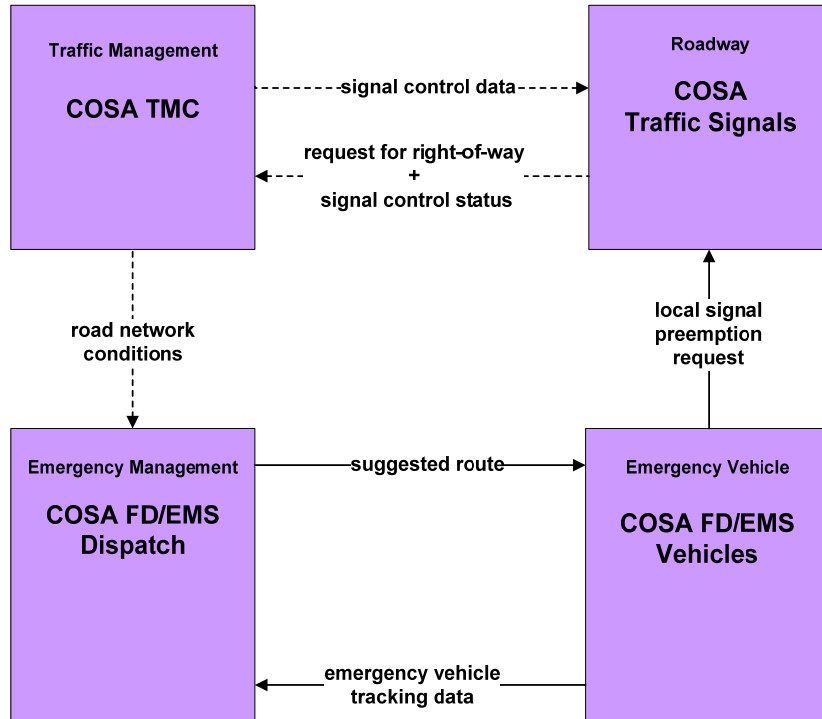 Traffic Management
COSA TMC
signal control data
Roadway
COSA
Traffic Signals
request for right-of-way
+
signal control status
road network
conditions
local signal
preemption
request
Emergency Management
COSA FD/EMS
Dispatch
suggested route
Emergency Vehicle
COSA FD/EMS
Vehicles
emergency vehicle
tracking data